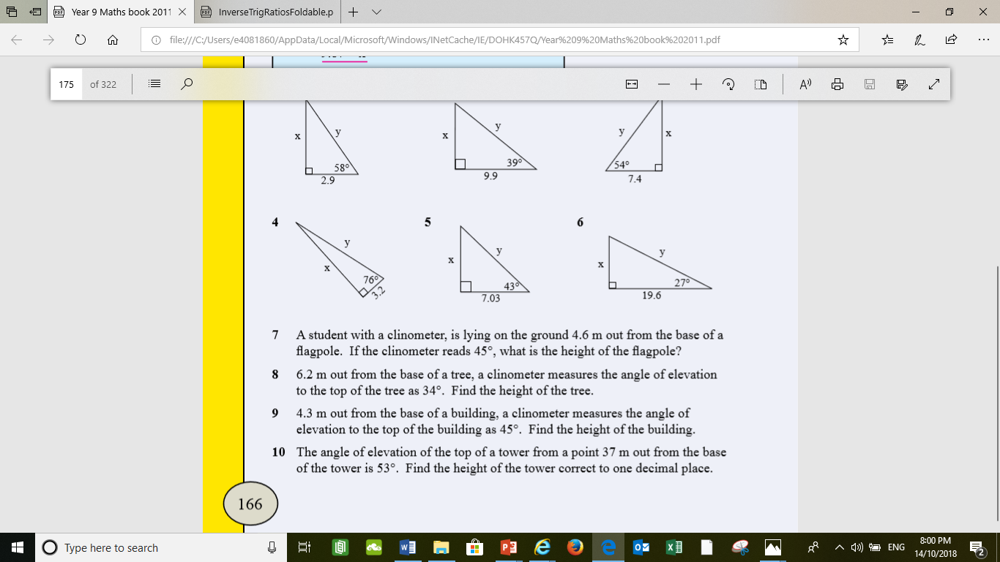 Year 9 Maths book 2011
InverseTrigRatiosFoldable.p
file:///C:/Users/e4081860/AppData/Local/Microsoft/Windows/INetCache/IE/DOHK457Q/Year%209%20Maths%20book%202011.pdf
175 of 322
x y 58° 2.9
x y 39° 9.9
y x 54° 7.4
4 y x 76° 3.2
5 x y 43° 7.03
6 x y 27° 19.6
7 A student with a clinometer, is lying on the ground 4.6 m out from the base of a
flagpole. If the clinometer reads 45°, what is the height of the flagpole?
8 6.2 m out from the base of a tree, a clinometer measures the angle of elevation
to the top of the tree as 34°. Find the height of the tree.
9 4.3 m out from the base of a building, a clinometer measures the angle of
elevation to the top of the building as 45°. Find the height of the building.
10 The angle of elevation of the top of a tower from a point 37 m out from the base
of the tower is 53°. Find the height of the tower correct to one decimal place.
166
Type here to search
ENG
8:00 PM
14/10/2018
2